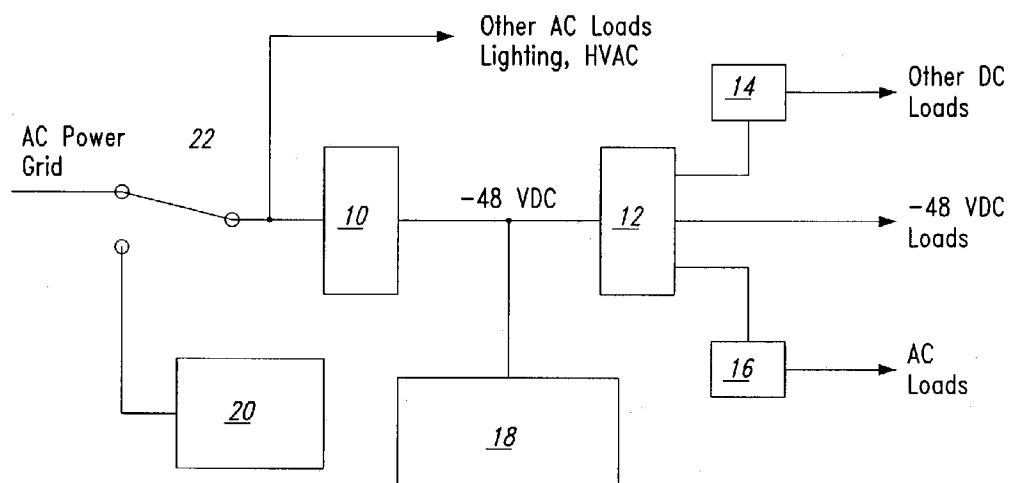 Other AC Loads
Lighting, HVAC
14
Other DC
Loads
AC Power
Grid
22
10
-48 VDC
12
-48 VDC
Loads
20
18
16
AC
Loads